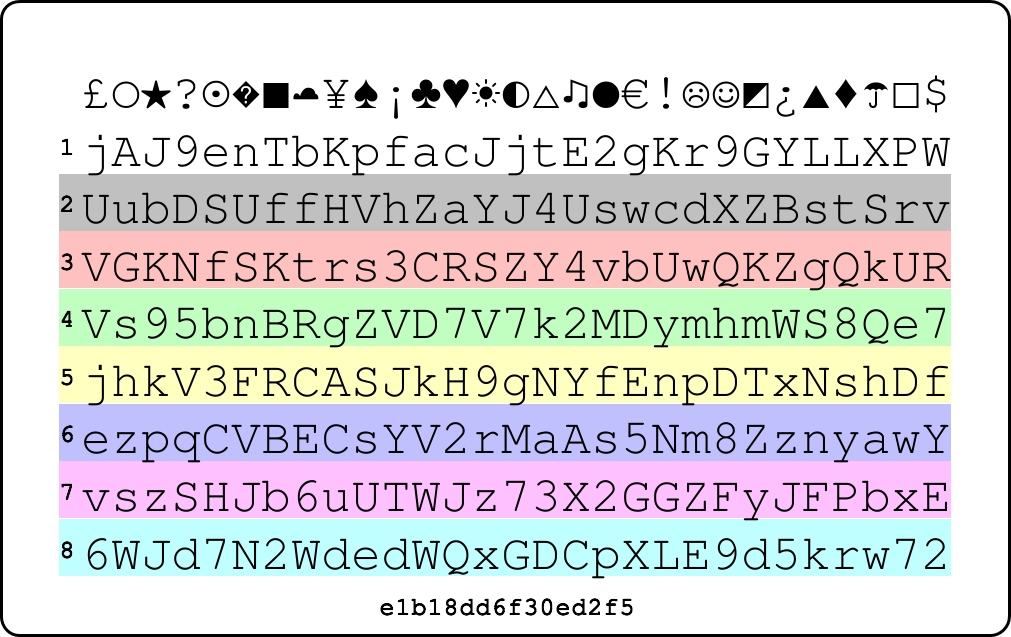 £○★?⊙�■☁¥♠¡♣♥☀◐△♫●€!☹☺◩¿▲♦☂□$
1 jAJ9enTbKpfacJjtE2gKr9GYLLXPW
2 UubDSUffHVhZaYJ4UswcdXZBstSrv
3 VGKNfSKtrs3CRSZY4vbUwQKZgQkUR
4 Vs95bnBRgZVD7V7k2MDymhmWS8Qe7
5 jhkV3FRCASJkH9gNYfEnpDTxNshDf
6 ezpqCVBECsYV2rMaAs5Nm8ZznyawY
7 vszSHJb6uUTWJz73X2GGZFyJFPbxE
8 6WJd7N2WdedWQxGDCpXLE9d5krw72
e1b18dd6f30ed2f5